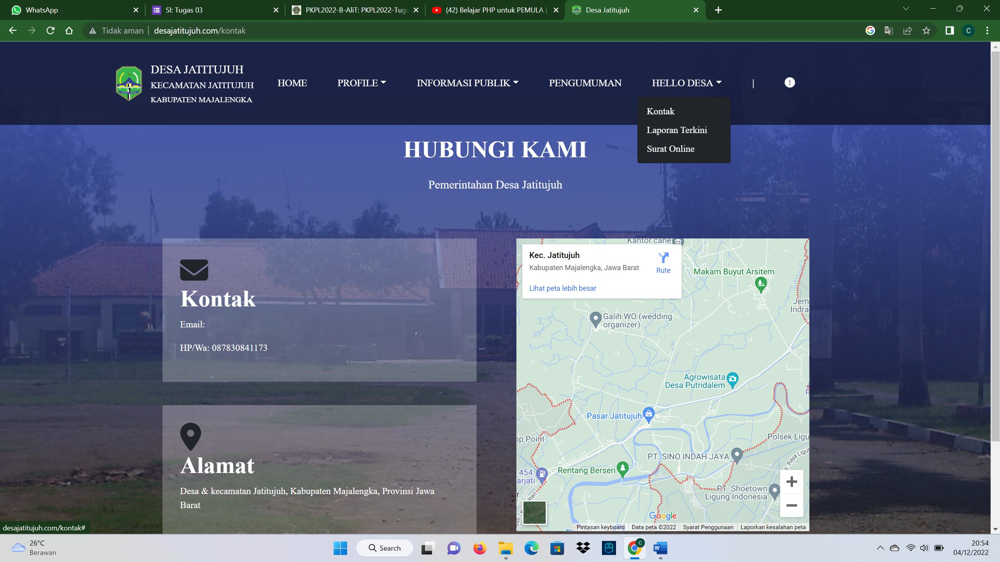 WhatsApp
SI: Tugas 03
PKPL2022-B-AliT: PKPL2022-Tuga
(42) Belajar PHP untuk PEMULA |
Desa Jatitujuh
Tidak aman
desajatitujuh.com/kontak
DESA JATITUJUH
KECAMATAN JATITUJUH
KABUPATEN MAJALENGKA
HOME
PROFILE
INFORMASI PUBLIK
PENGUMUMAN
HELLO DESA
|
Kontak
Laporan Terkini
Surat Online
HUBUNGI KAMI
Pemerintahan Desa Jatitujuh
Kontak
Email:
HP/Wa: 087830841173
Alamat
Desa & kecamatan Jatitujuh, Kabupaten Majalengka, Provinsi Jawa
Barat
Kantor cane
Kec. Jatitujuh
Kabupaten Majalengka, Jawa Barat
Rute
Lihat peta lebih besar
Makam Buyut Arsitem
Jem
Indra
Galih WO (wedding
organizer)
Agrowisata
Desa Putridalem
Pasar Jatitujuh
op Point
Polsek Ligu
PT. SINO INDAH JAYA
Jl. Raya Ligun
Rentang Berseri
.454.
arjati
PT. Shoetown
Ligung Indonesia
Google
Pintasan keyboard
Data peta ©2022
Syarat Penggunaan
Laporkan kesalahan peta
desajatitujuh.com/kontak#
26°C
Berawan
Search
C
20:54
04/12/2022